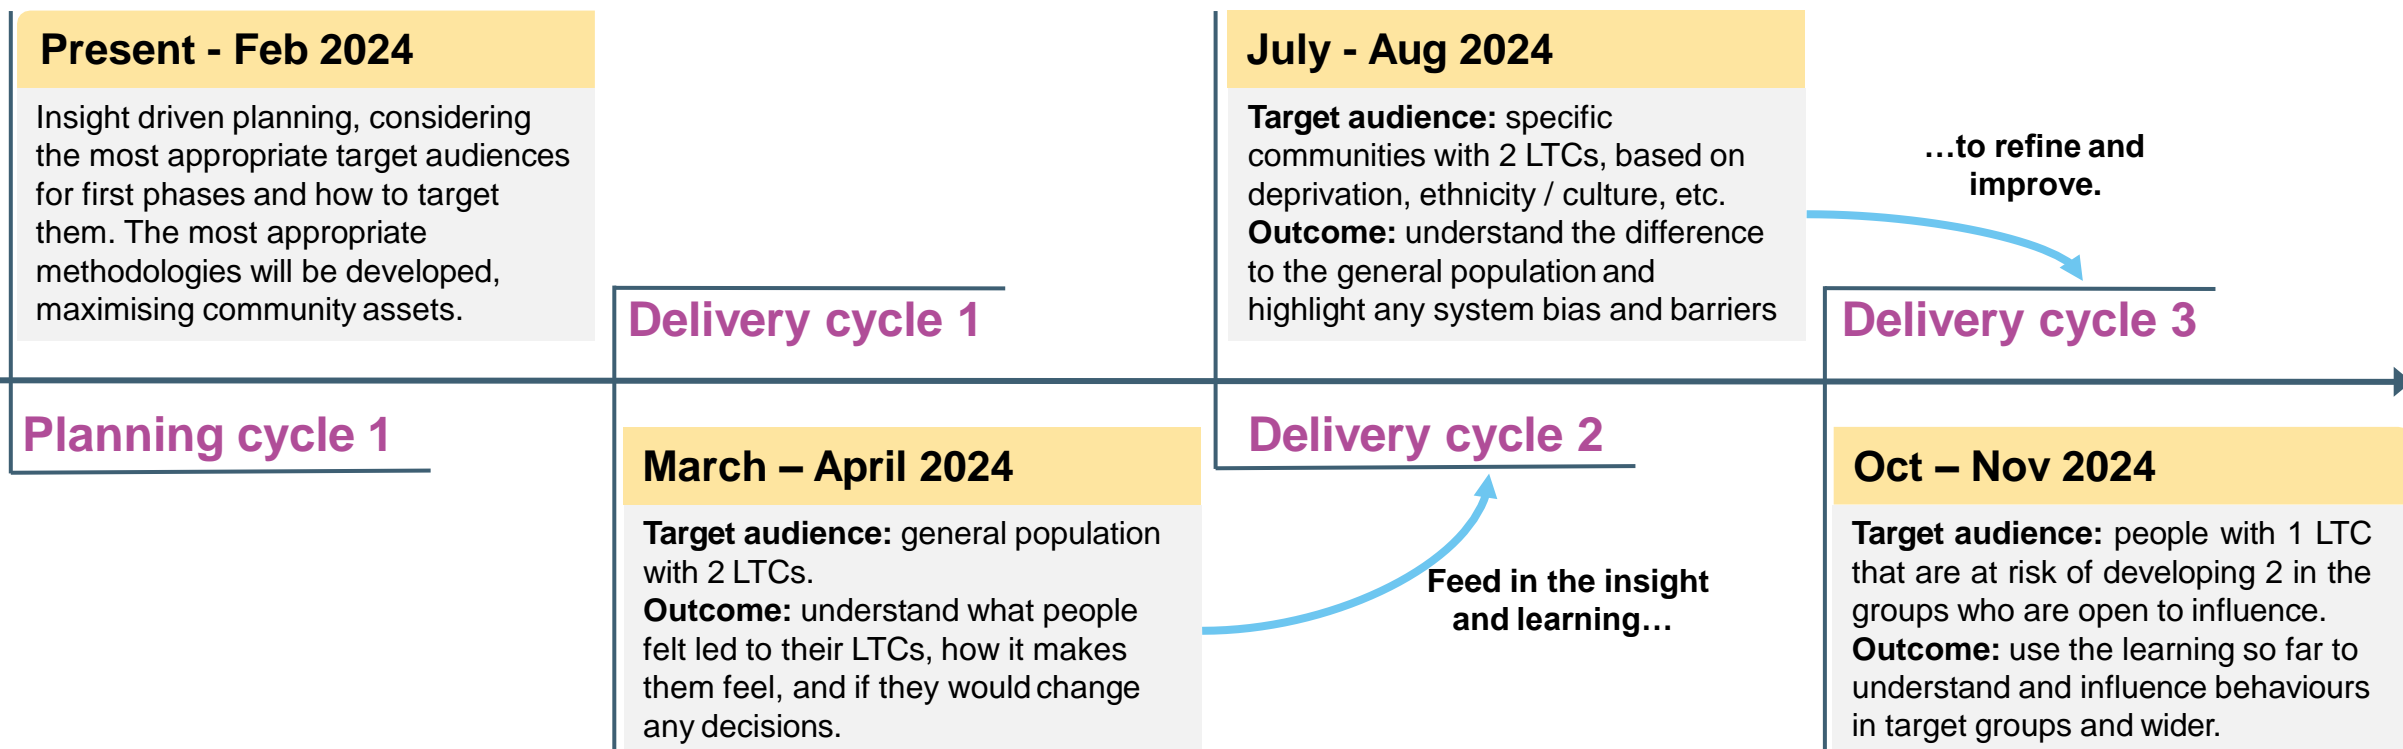 Present - Feb 2024
Insight driven planning, considering
the most appropriate target audiences
for first phases and how to target
them. The most appropriate
methodologies will be developed,
maximising community assets.
Planning cycle 1
Delivery cycle 1
March – April 2024
Target audience: general population
with 2 LTCs.
Outcome: understand what people
felt led to their LTCs, how it makes
them feel, and if they would change
any decisions.
Feed in the insight
and learning…
July - Aug 2024
Target audience: specific
communities with 2 LTCs, based on
deprivation, ethnicity / culture, etc.
Outcome: understand the difference
to the general population and
highlight any system bias and barriers
Delivery cycle 2
…to refine and
improve.
Delivery cycle 3
Oct – Nov 2024
Target audience: people with 1 LTC
that are at risk of developing 2 in the
groups who are open to influence.
Outcome: use the learning so far to
understand and influence behaviours
in target groups and wider.